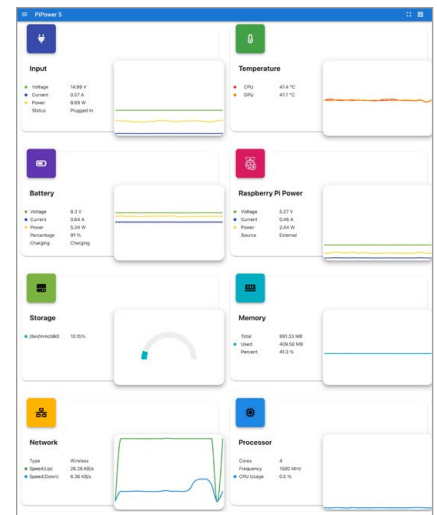 PiPower 5
Input
Voltage 14.99 V
Current 0.57 A
Power 8.69 W
Status Plugged in
Temperature
CPU 47.4 °C
GPU 47.7 °C
Battery
Voltage 8.3 V
Current 0.64 A
Power 5.34 W
Percentage 91 %
Charging Charging
Raspberry Pi Power
Voltage 5.27 V
Current 0.46 A
Power 2.44 W
Source External
Storage
/dev/mmcblk0 10.15%
Memory
Total 991.33 MB
Used 409.50 MB
Percent 41.3 %
Network
Type Wireless
Speed(Up) 26.26 KB/s
Speed(Down) 6.36 KB/s
Processor
Cores 4
Frequency 1500 MHz
CPU Usage 0.5 %